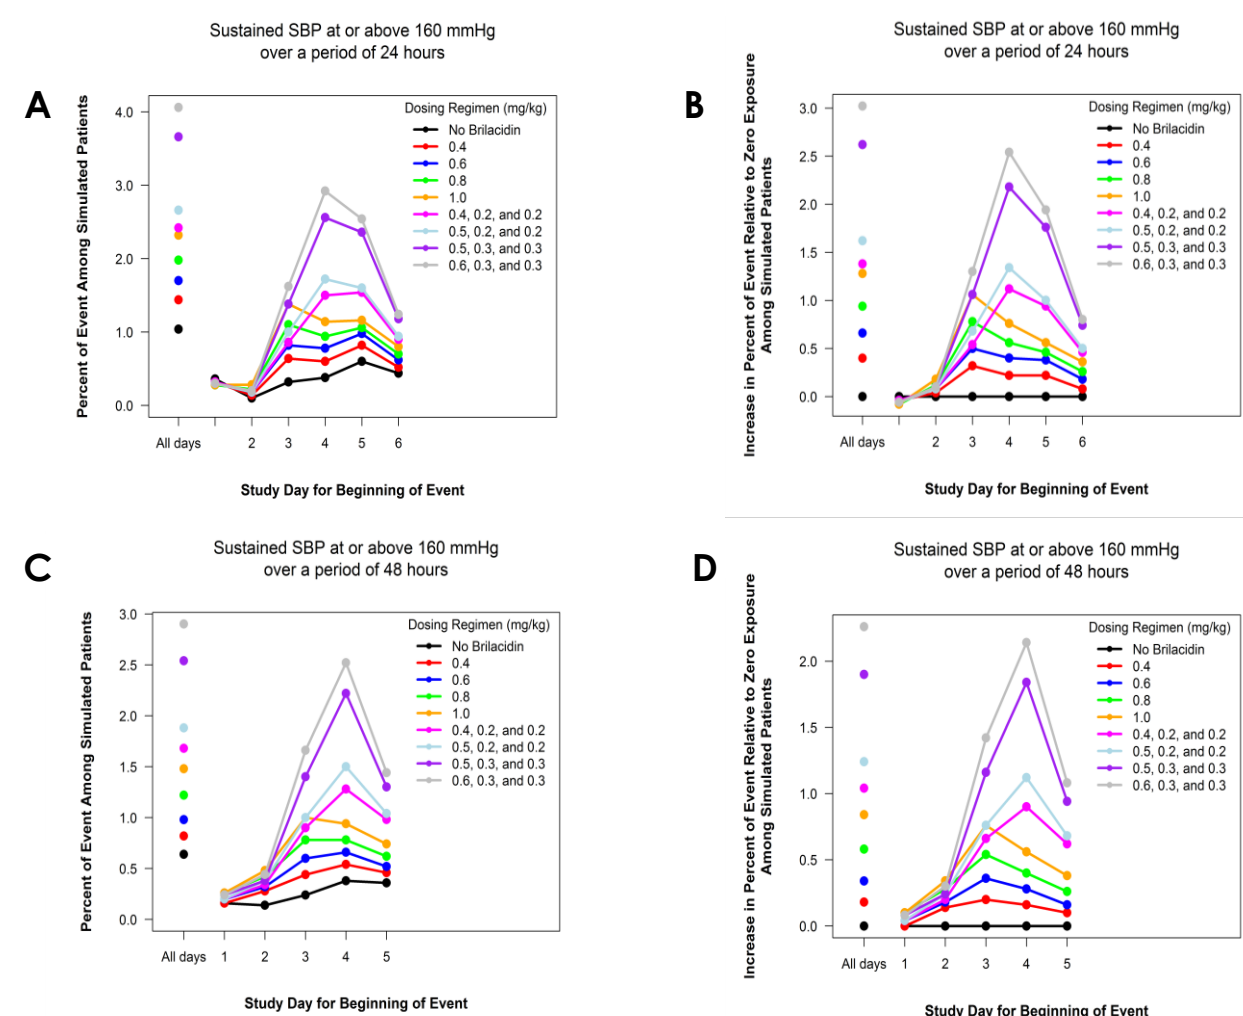 Sustained SBP at or above 160 mmHg
over a period of 24 hours
A
Percent of Event Among Simulated Patients
4.0
3.0
2.0
1.0
0.0
Dosing Regimen (mg/kg)
No Brilacidin
0.4
0.6
0.8
1.0
0.4, 0.2, and 0.2
0.5, 0.2, and 0.2
0.5, 0.3, and 0.3
0.6, 0.3, and 0.3
All days 2 3 4 5 6
Study Day for Beginning of Event
Sustained SBP at or above 160 mmHg
over a period of 24 hours
B
Increase in Percent of Event Relative to Zero Exposure
Among Simulated Patients
3.0
2.5
2.0
1.5
1.0
0.5
0.0
Dosing Regimen (mg/kg)
No Brilacidin
0.4
0.6
0.8
1.0
0.4, 0.2, and 0.2
0.5, 0.2, and 0.2
0.5, 0.3, and 0.3
0.6, 0.3, and 0.3
All days 2 3 4 5 6
Study Day for Beginning of Event
Sustained SBP at or above 160 mmHg
over a period of 48 hours
C
Percent of Event Among Simulated Patients
3.0
2.5
2.0
1.5
1.0
0.5
0.0
Dosing Regimen (mg/kg)
No Brilacidin
0.4
0.6
0.8
1.0
0.4, 0.2, and 0.2
0.5, 0.2, and 0.2
0.5, 0.3, and 0.3
0.6, 0.3, and 0.3
All days 1 2 3 4 5
Study Day for Beginning of Event
Sustained SBP at or above 160 mmHg
over a period of 48 hours
D
Increase in Percent of Event Relative to Zero Exposure
Among Simulated Patients
2.0
1.5
1.0
0.5
0.0
Dosing Regimen (mg/kg)
No Brilacidin
0.4
0.6
0.8
1.0
0.4, 0.2, and 0.2
0.5, 0.2, and 0.2
0.5, 0.3, and 0.3
0.6, 0.3, and 0.3
All days 1 2 3 4 5
Study Day for Beginning of Event